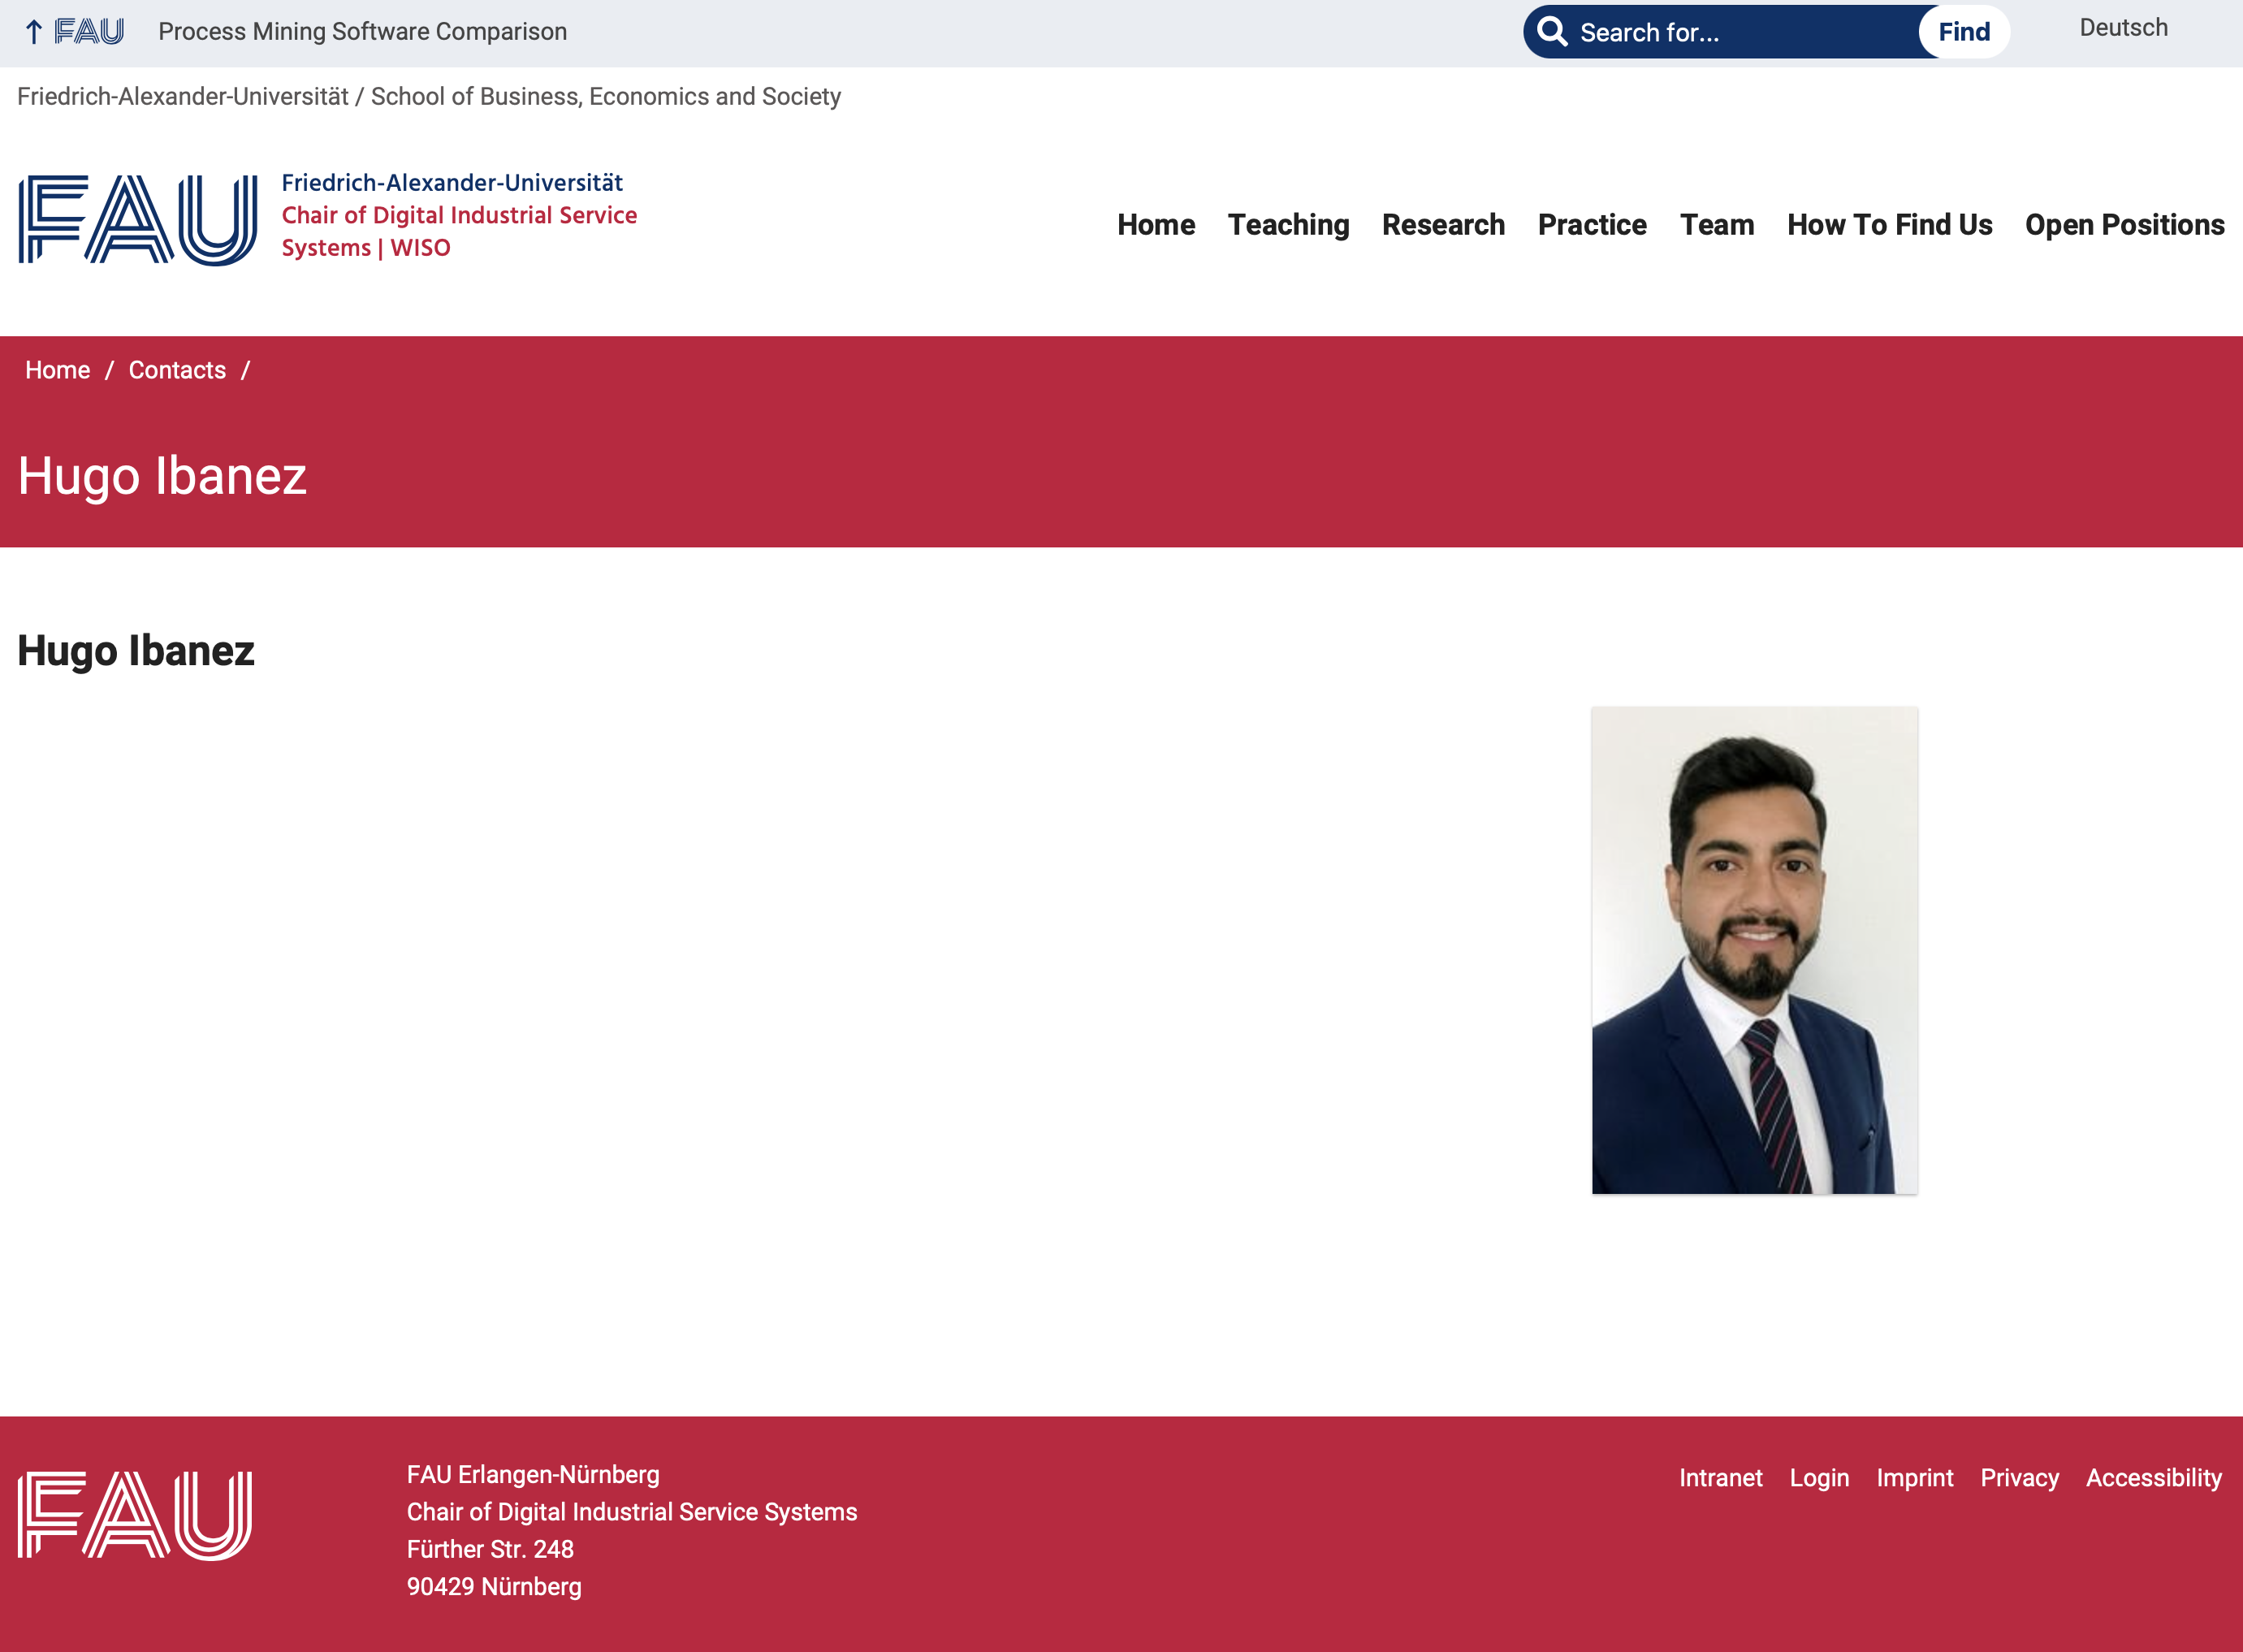 FAU
Process Mining Software Comparison
Search for...
Find
Deutsch
Friedrich-Alexander-Universität / School of Business, Economics and Society
FAU
Friedrich-Alexander-Universität
Chair of Digital Industrial Service
Systems | WISO
Home Teaching Research Practice Team How To Find Us Open Positions
Home / Contacts /
Hugo Ibanez
Hugo Ibanez
FAU
FAU Erlangen-Nürnberg
Chair of Digital Industrial Service Systems
Fürther Str. 248
90429 Nürnberg
Intranet Login Imprint Privacy Accessibility